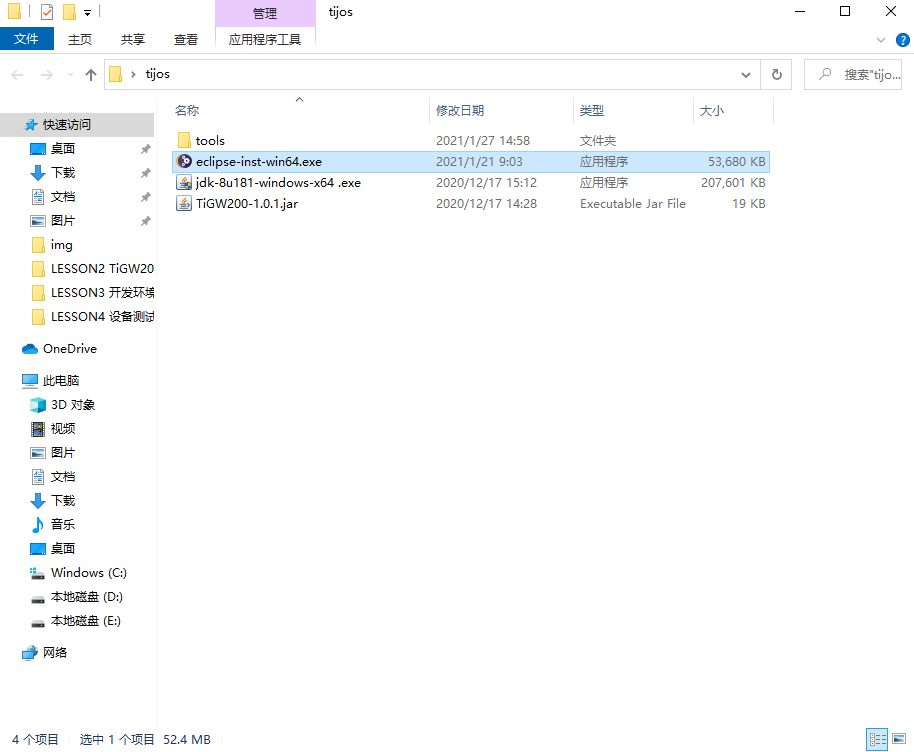 管理 tijos
文件 主页 共享 查看 应用程序工具
tijos 搜索"tijo...
名称 修改日期 类型 大小
tools 2021/1/27 14:58 文件夹
eclipse-inst-win64.exe 2021/1/21 9:03 应用程序 53,680 KB
jdk-8u181-windows-x64 .exe 2020/12/17 15:12 应用程序 207,601 KB
TiGW200-1.0.1.jar 2020/12/17 14:28 Executable Jar File 19 KB
快速访问
桌面
下载
文档
图片
img
LESSON2 TiGW20
LESSON3 开发环境
LESSON4 设备测试
OneDrive
此电脑
3D 对象
视频
图片
文档
下载
音乐
桌面
Windows (C:)
本地磁盘 (D:)
本地磁盘 (E:)
网络
4 个项目 选中 1 个项目 52.4 MB